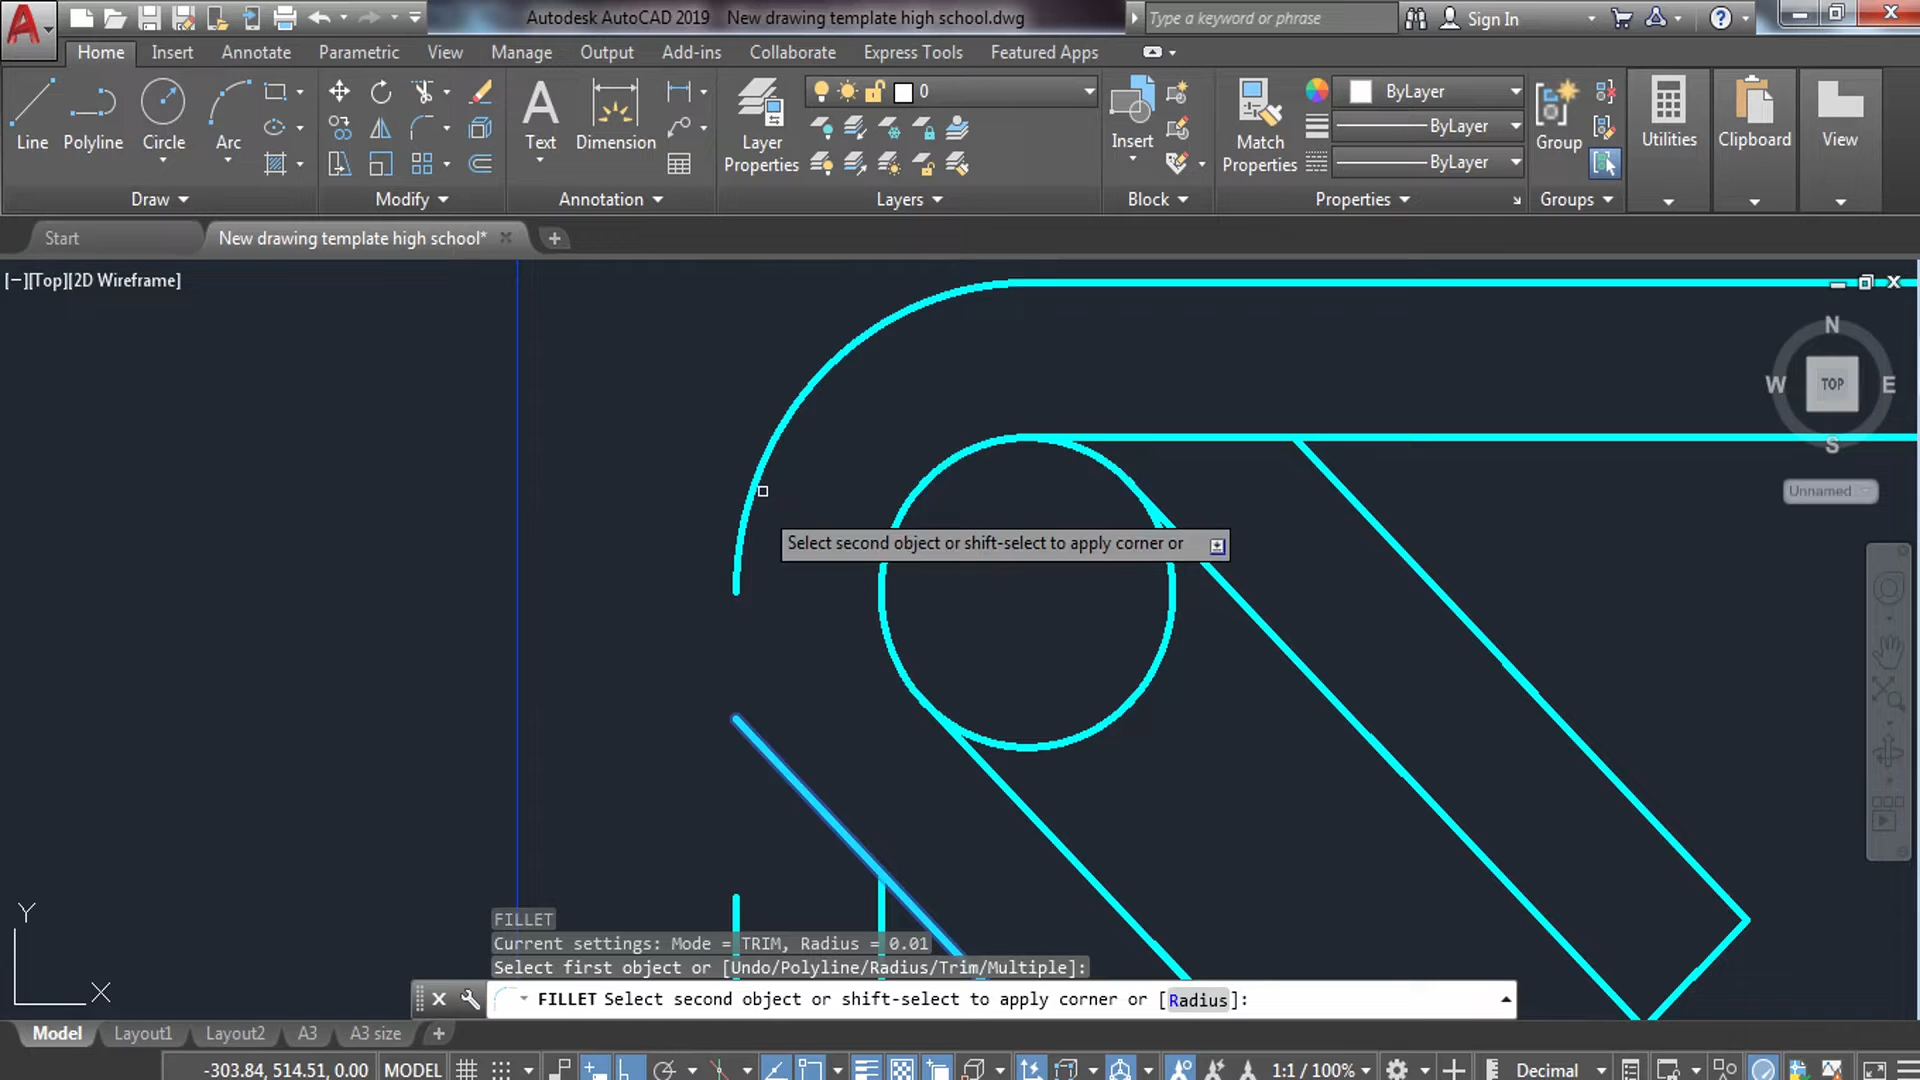 Autodesk AutoCAD 2019 New drawing template high school.dwg
Type a keyword or phrase
Sign In
Home Insert Annotate Parametric View Manage Output Add-ins Collaborate Express Tools Featured Apps
0
ByLayer
ByLayer
ByLayer
Line Polyline Circle Arc
Text Dimension
Layer Properties
Insert
Match Properties
Group
Utilities Clipboard View
Draw Modify Annotation Layers Block Properties Groups
Start New drawing template high school*
[−][Top][2D Wireframe]
N
W TOP E
S
Unnamed
Select second object or shift-select to apply corner or
Y
X
FILLET
Current settings: Mode = TRIM, Radius = 0.01
Select first object or [Undo/Polyline/Radius/Trim/Multiple]:
FILLET Select second object or shift-select to apply corner or [Radius]:
Model Layout1 Layout2 A3 A3 size
-303.84, 514.51, 0.00 MODEL
1:1 / 100%
Decimal